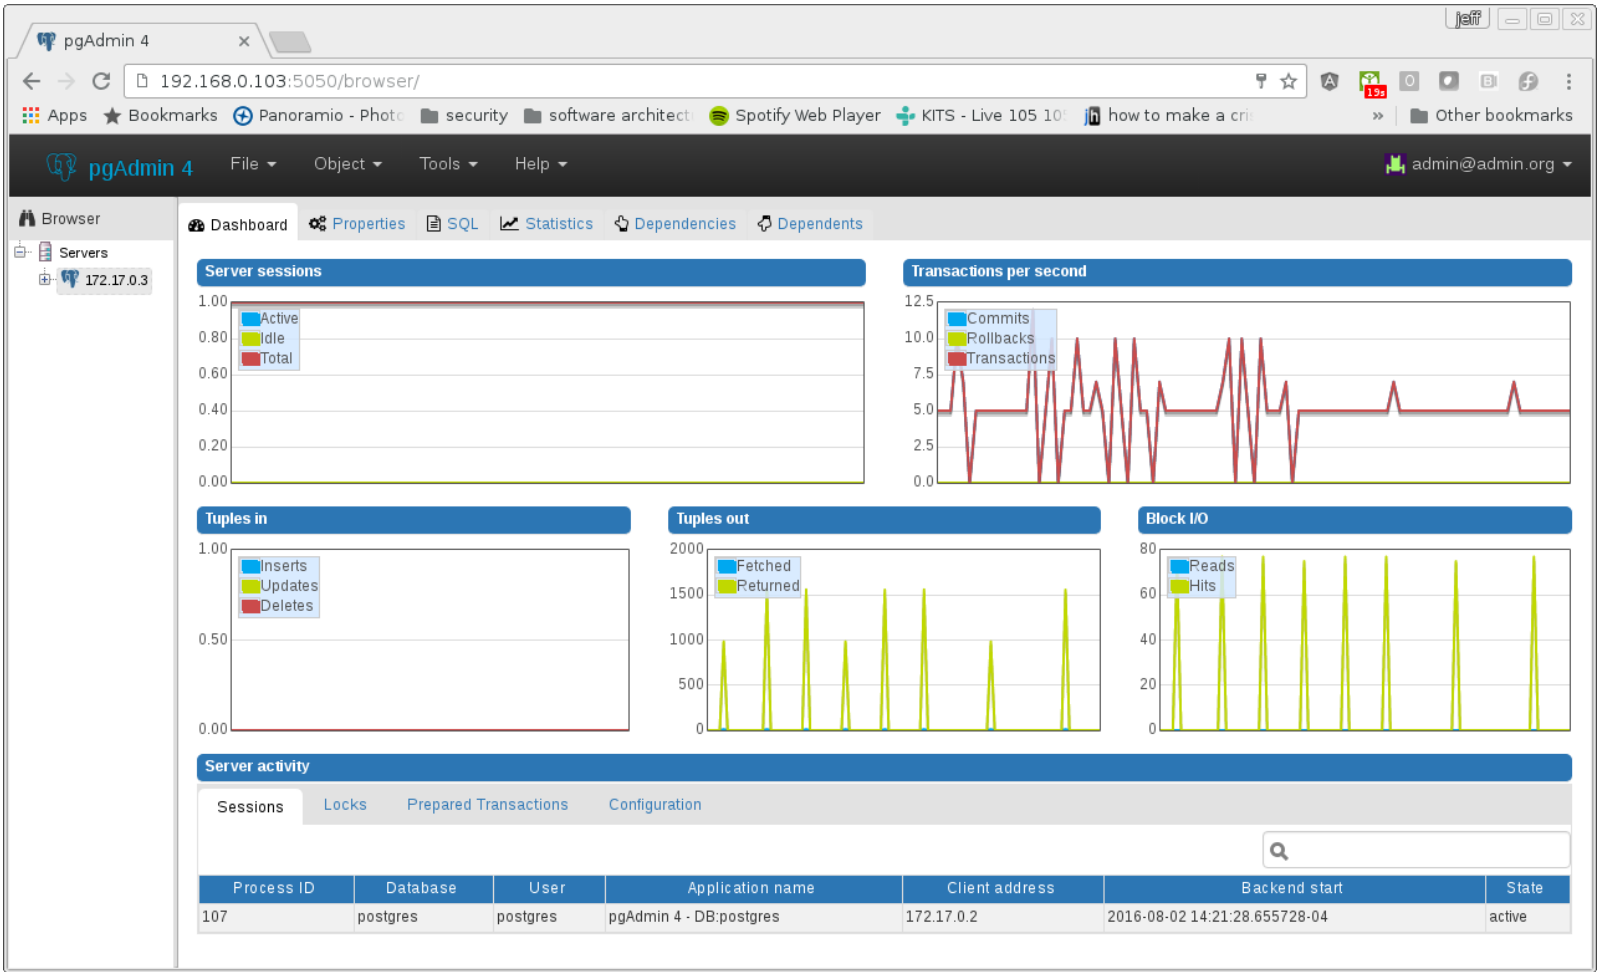 jeff
pgAdmin 4
192.168.0.103:5050/browser/
19s
Apps Bookmarks Panoramio - Photo security software architect Spotify Web Player KITS - Live 105 10 how to make a cri » Other bookmarks
pgAdmin 4 File Object Tools Help admin@admin.org
Browser
Dashboard Properties SQL Statistics Dependencies Dependents
Servers
172.17.0.3
Server sessions
1.00
0.80
0.60
0.40
0.20
0.00
Active
Idle
Total
Transactions per second
12.5
10.0
7.5
5.0
2.5
0.0
Commits
Rollbacks
Transactions
Tuples in
1.00
0.50
0.00
Inserts
Updates
Deletes
Tuples out
2000
1500
1000
500
0
Fetched
Returned
Block I/O
80
60
40
20
0
Reads
Hits
Server activity
Sessions Locks Prepared Transactions Configuration
Process ID Database User Application name Client address Backend start State
107 postgres postgres pgAdmin 4 - DB:postgres 172.17.0.2 2016-08-02 14:21:28.655728-04 active